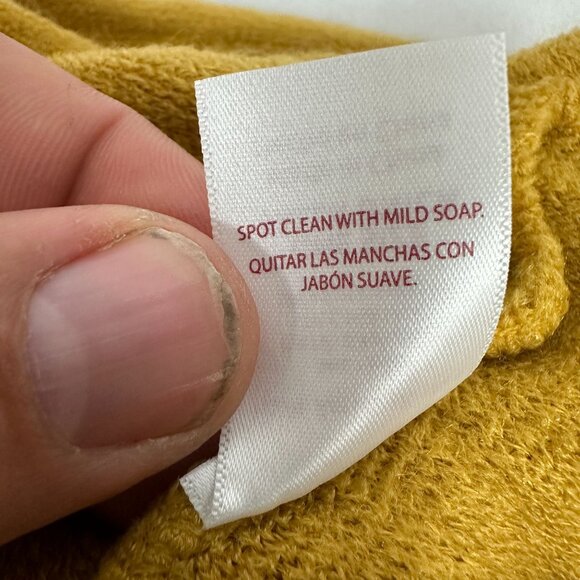 SPOT CLEAN WITH MILD SOAP.
QUITAR LAS MANCHAS CON
JABÓN SUAVE.